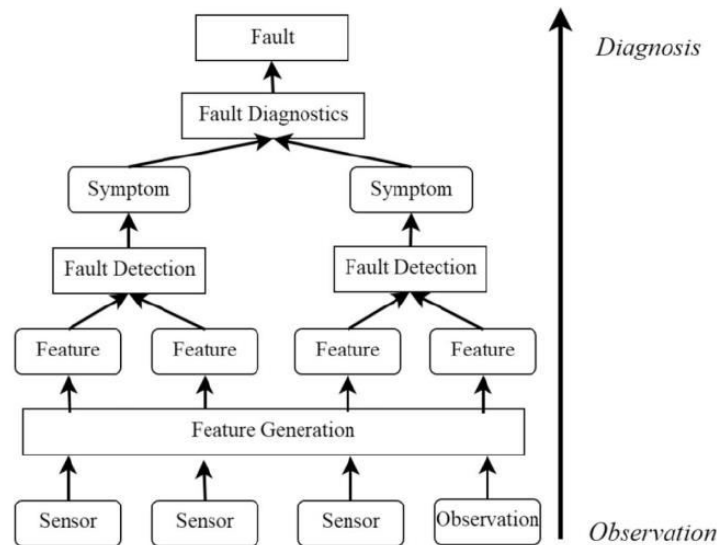 Fault
Diagnosis
Fault Diagnostics
Symptom
Symptom
Fault Detection
Fault Detection
Feature
Feature
Feature
Feature
Feature Generation
Sensor
Sensor
Sensor
Observation
Observation